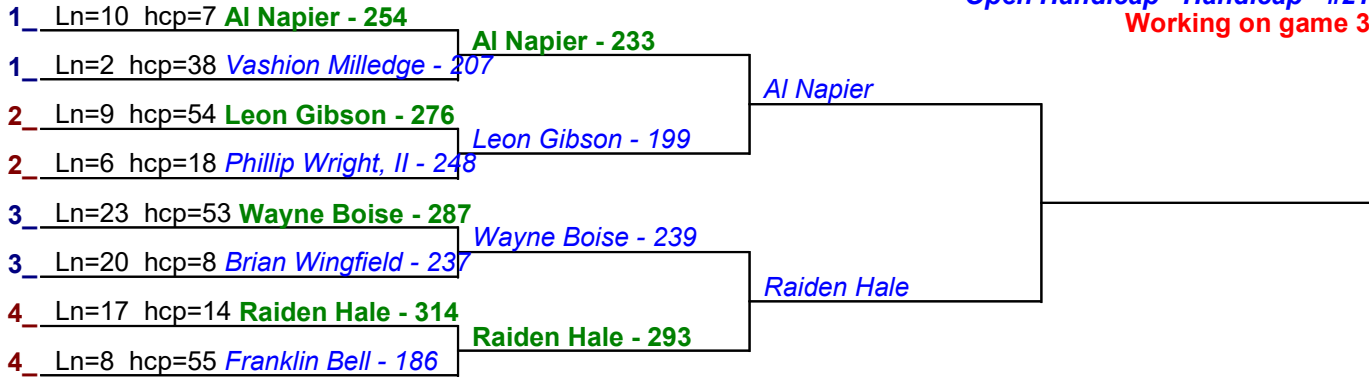 Open Handicap - Handicap - #21
Working on game 3
1_ Ln=10 hcp=7 Al Napier - 254
1_ Ln=2 hcp=38 Vashion Milledge - 207
2_ Ln=9 hcp=54 Leon Gibson - 276
2_ Ln=6 hcp=18 Phillip Wright, II - 248
3_ Ln=23 hcp=53 Wayne Boise - 287
3_ Ln=20 hcp=8 Brian Wingfield - 237
4_ Ln=17 hcp=14 Raiden Hale - 314
4_ Ln=8 hcp=55 Franklin Bell - 186
Al Napier - 233
Leon Gibson - 199
Wayne Boise - 239
Raiden Hale - 293
Al Napier
Raiden Hale